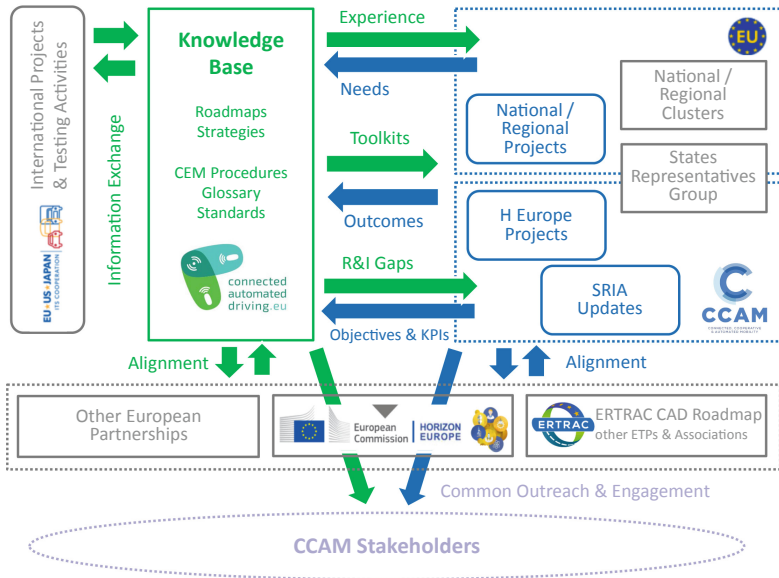 International Projects
& Testing Activities
EU•US•JAPAN
ITS COOPERATION
Information Exchange
Knowledge
Base
Roadmaps
Strategies
CEM Procedures
Glossary
Standards
connected
automated
driving.eu
Experience
Needs
Toolkits
Outcomes
R&I Gaps
Objectives & KPIs
EU
National /
Regional
Clusters
National /
Regional
Projects
States
Representatives
Group
H Europe
Projects
SRIA
Updates
CCAM
CONNECTED, COOPERATIVE
& AUTOMATED MOBILITY
Alignment
Alignment
Other European
Partnerships
European
Commission
HORIZON
EUROPE
ERTRAC
ERTRAC CAD Roadmap
other ETPs & Associations
Common Outreach & Engagement
CCAM Stakeholders